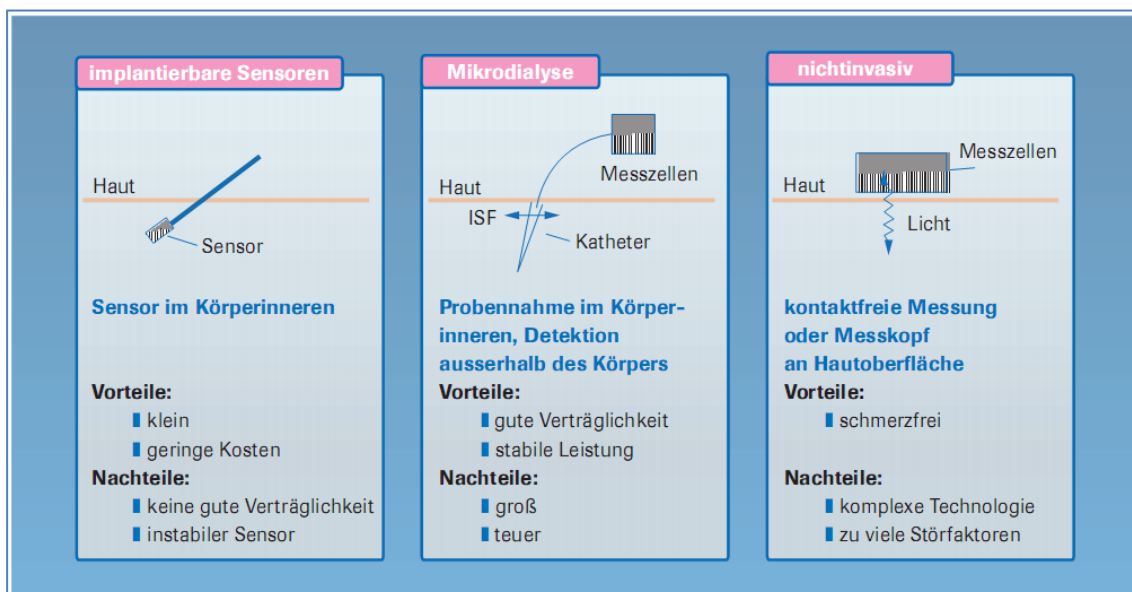 implantierbare Sensoren
Haut
Sensor
Sensor im Körperinneren
Vorteile:
klein
geringe Kosten
Nachteile:
keine gute Verträglichkeit
instabiler Sensor
Mikrodialyse
Messzellen
Haut
ISF
Katheter
Probennahme im Körper-
inneren, Detektion
ausserhalb des Körpers
Vorteile:
gute Verträglichkeit
stabile Leistung
Nachteile:
groß
teuer
nichtinvasiv
Messzellen
Haut
Licht
kontaktfreie Messung
oder Messkopf
an Hautoberfläche
Vorteile:
schmerzfrei
Nachteile:
komplexe Technologie
zu viele Störfaktoren